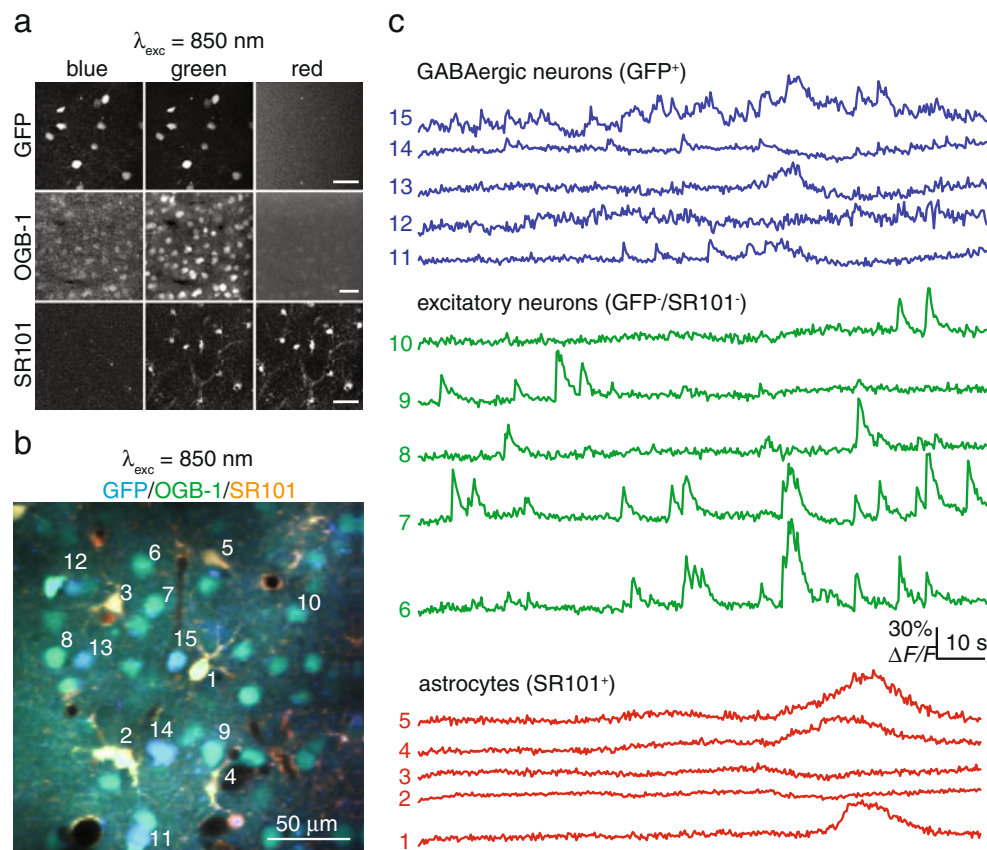 a
λexc = 850 nm
blue green red
GFP
OGB-1
SR101
b
λexc = 850 nm
GFP/OGB-1/SR101
12
6
5
3
7
10
8
13
15
1
2
14
9
4
11
50 μm
c
GABAergic neurons (GFP+)
15
14
13
12
11
excitatory neurons (GFP-/SR101-)
10
9
8
7
6
30%
ΔF/F
10 s
astrocytes (SR101+)
5
4
3
2
1